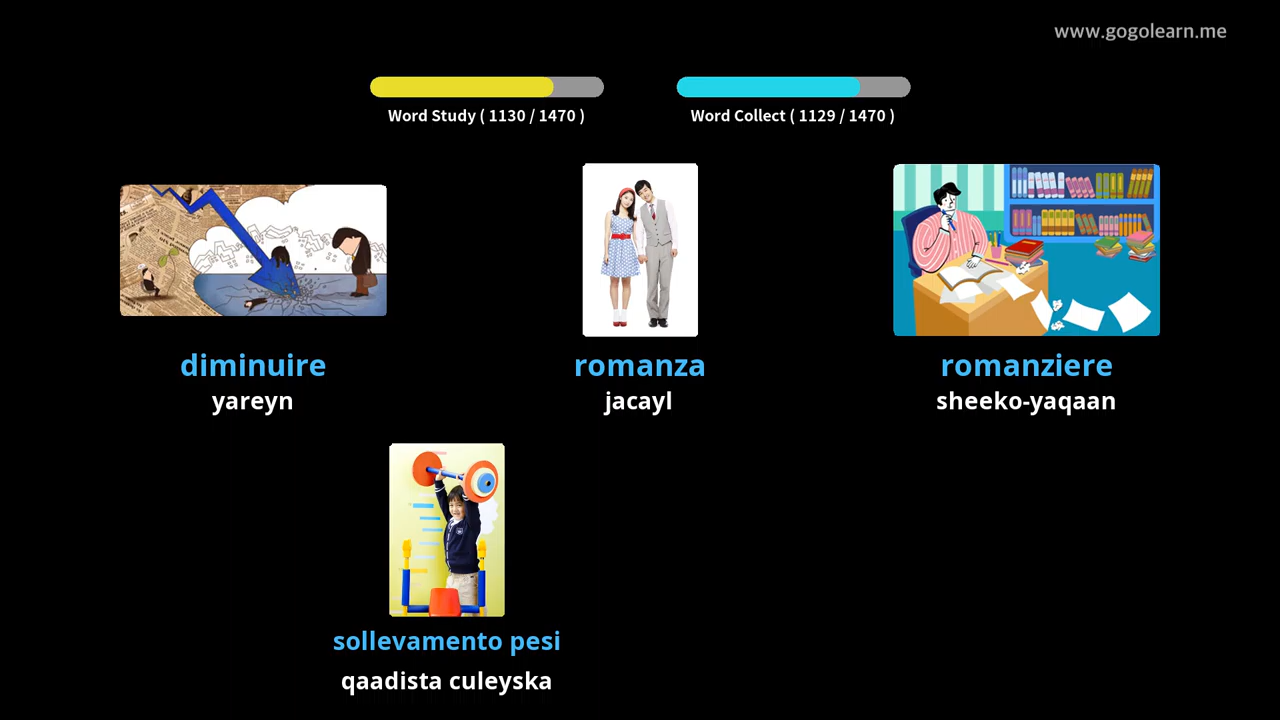 www.gogolearn.me
Word Study ( 1130 / 1470 )
Word Collect ( 1129 / 1470 )
diminuire
yareyn
romanza
jacayl
romanziere
sheeko-yaqaan
sollevamento pesi
qaadista culeyska